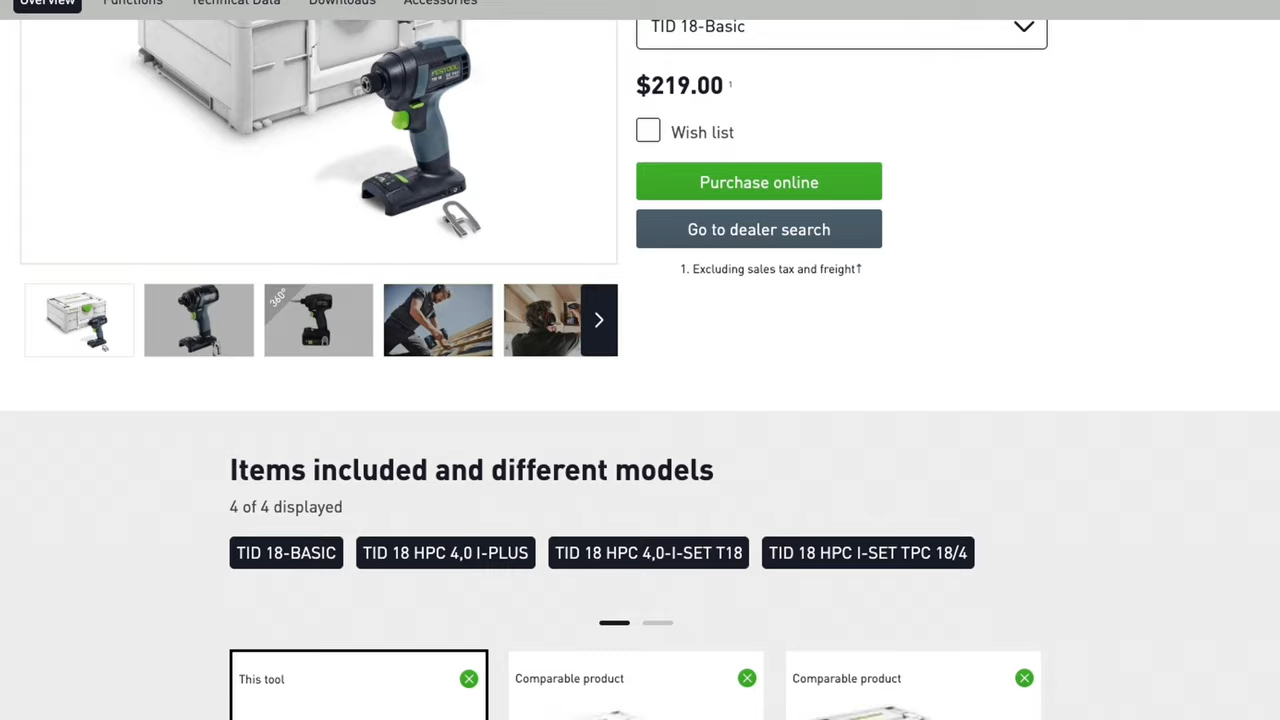 Overview Functions Technical Data Downloads Accessories
TID 18-Basic
FESTOOL
$219.00 1
Wish list
Purchase online
Go to dealer search
1. Excluding sales tax and freight↑
360°
Items included and different models
4 of 4 displayed
TID 18-BASIC TID 18 HPC 4,0 I-PLUS TID 18 HPC 4,0-I-SET T18 TID 18 HPC I-SET TPC 18/4
This tool Comparable product Comparable product